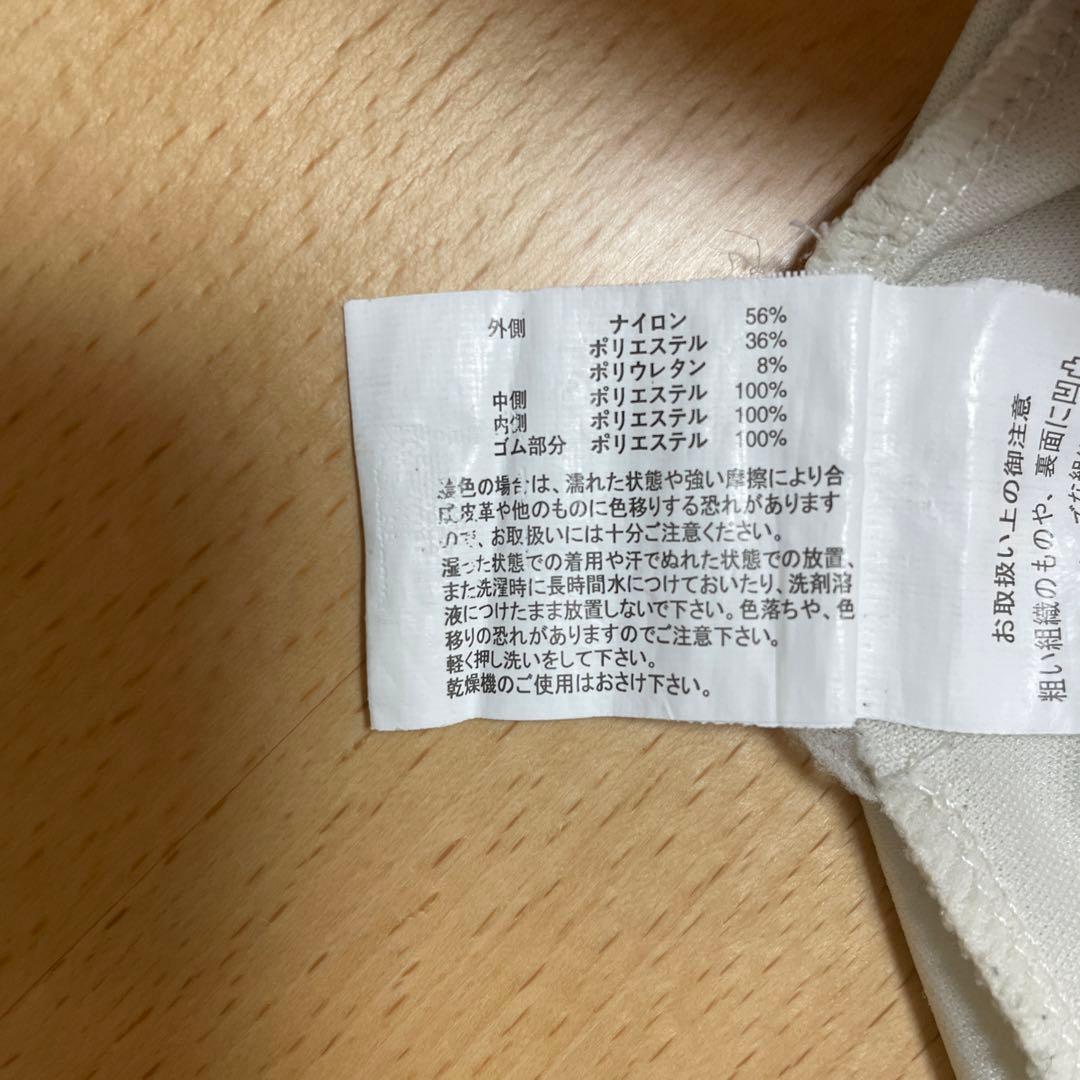 外側 ナイロン 56%
ポリエステル 36%
ポリウレタン 8%
中側 ポリエステル 100%
内側 ポリエステル 100%
ゴム部分 ポリエステル 100%
色の場合は、濡れた状態や強い摩擦により合
皮革や他のものに色移りする恐れがあります
ので、お取扱いには十分ご注意ください。
湿った状態での着用や汗でぬれた状態での放置、
また洗濯時に長時間水につけておいたり、洗剤溶
液につけたまま放置しないで下さい。色落ちや、色
移りの恐れがありますのでご注意下さい。
軽く押し洗いをして下さい。
乾燥機のご使用はおさけ下さい。
お取扱い上の御注意
粗い組織のものや、裏面に凹凸